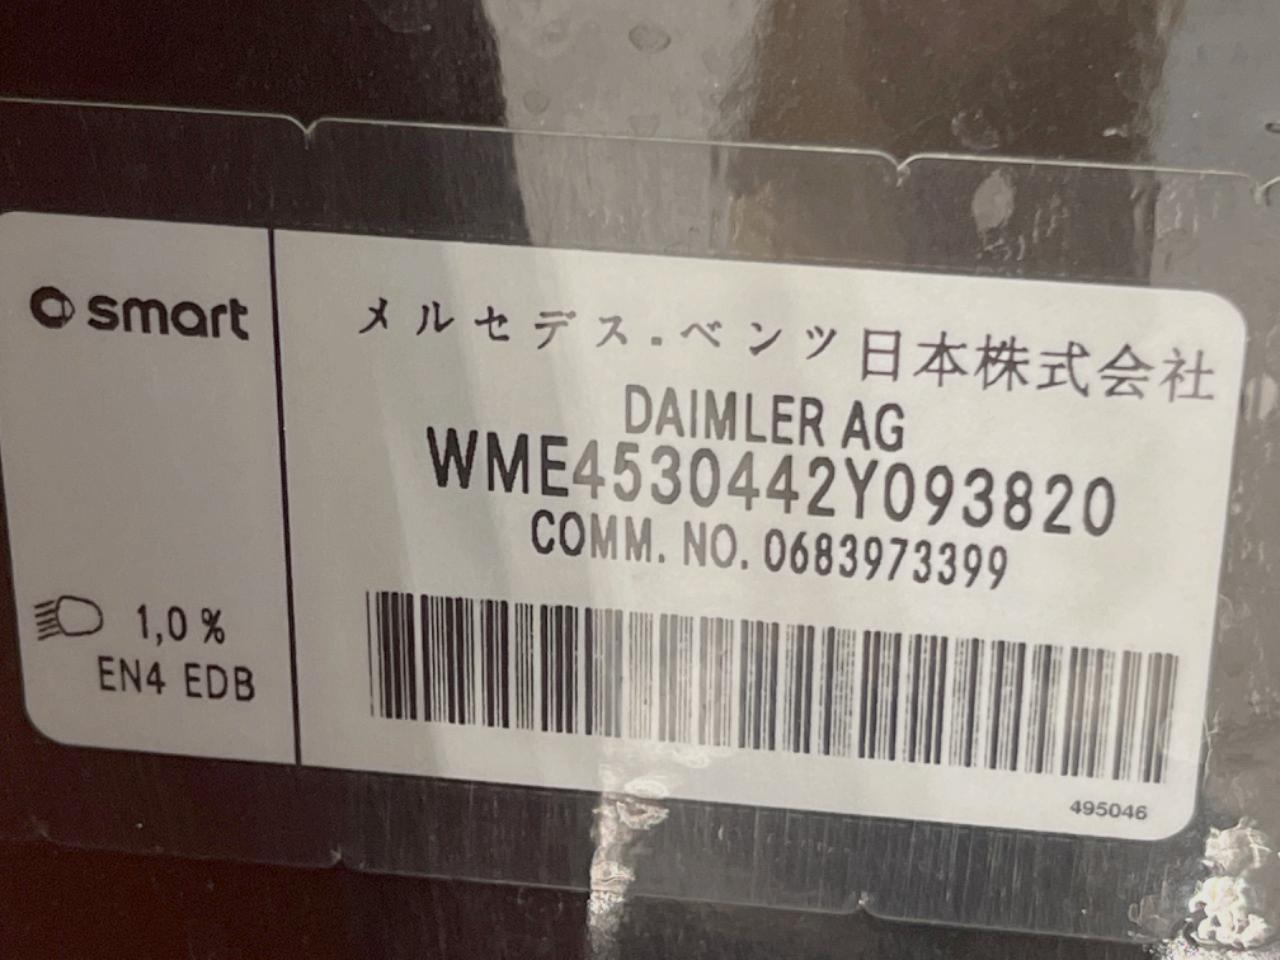 smart
メルセデス・ベンツ日本株式会社
DAIMLER AG
WME4530442Y093820
COMM. NO. 0683973399
1,0 %
EN4 EDB
495046